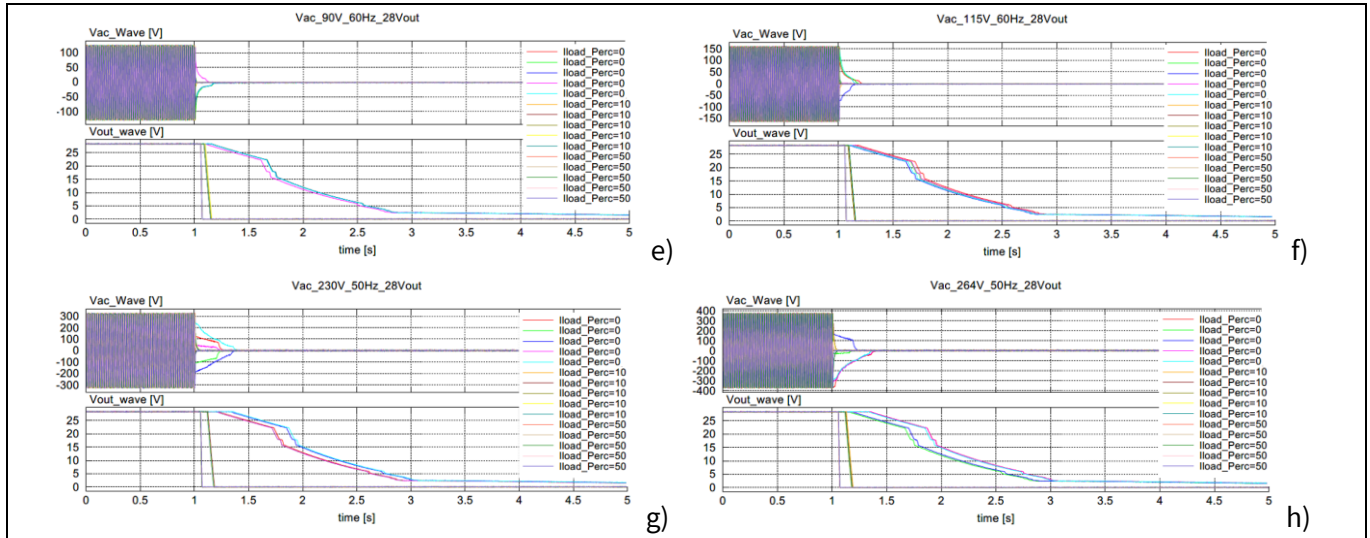 Vac_90V_60Hz_28Vout
Vac_Wave [V]
100
50
0
-50
-100
Iload_Perc=0
Iload_Perc=0
Iload_Perc=0
Iload_Perc=0
Iload_Perc=0
Iload_Perc=10
Iload_Perc=10
Iload_Perc=10
Iload_Perc=10
Iload_Perc=10
Iload_Perc=50
Iload_Perc=50
Iload_Perc=50
Iload_Perc=50
Iload_Perc=50
Vout_wave [V]
25
20
15
10
5
0
0 0.5 1 1.5 2 2.5 3 3.5 4 4.5 5
time [s]
e)
Vac_115V_60Hz_28Vout
Vac_Wave [V]
150
100
50
0
-50
-100
-150
Iload_Perc=0
Iload_Perc=0
Iload_Perc=0
Iload_Perc=0
Iload_Perc=0
Iload_Perc=10
Iload_Perc=10
Iload_Perc=10
Iload_Perc=10
Iload_Perc=10
Iload_Perc=50
Iload_Perc=50
Iload_Perc=50
Iload_Perc=50
Iload_Perc=50
Vout_wave [V]
25
20
15
10
5
0
0 0.5 1 1.5 2 2.5 3 3.5 4 4.5 5
time [s]
f)
Vac_230V_50Hz_28Vout
Vac_Wave [V]
300
200
100
0
-100
-200
-300
Iload_Perc=0
Iload_Perc=0
Iload_Perc=0
Iload_Perc=0
Iload_Perc=0
Iload_Perc=10
Iload_Perc=10
Iload_Perc=10
Iload_Perc=10
Iload_Perc=10
Iload_Perc=50
Iload_Perc=50
Iload_Perc=50
Iload_Perc=50
Iload_Perc=50
Vout_wave [V]
25
20
15
10
5
0
0 0.5 1 1.5 2 2.5 3 3.5 4 4.5 5
time [s]
g)
Vac_264V_50Hz_28Vout
Vac_Wave [V]
400
300
200
100
0
-100
-200
-300
-400
Iload_Perc=0
Iload_Perc=0
Iload_Perc=0
Iload_Perc=0
Iload_Perc=0
Iload_Perc=10
Iload_Perc=10
Iload_Perc=10
Iload_Perc=10
Iload_Perc=10
Iload_Perc=50
Iload_Perc=50
Iload_Perc=50
Iload_Perc=50
Iload_Perc=50
Vout_wave [V]
25
20
15
10
5
0
0 0.5 1 1.5 2 2.5 3 3.5 4 4.5 5
time [s]
h)